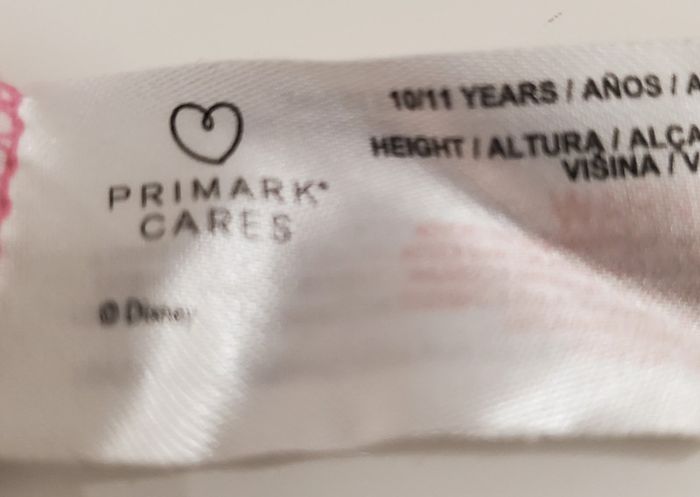 PRIMARK®
CARES
© Disney
10/11 YEARS / AÑOS / A
HEIGHT / ALTURA / ALÇA
VIŠINA / V